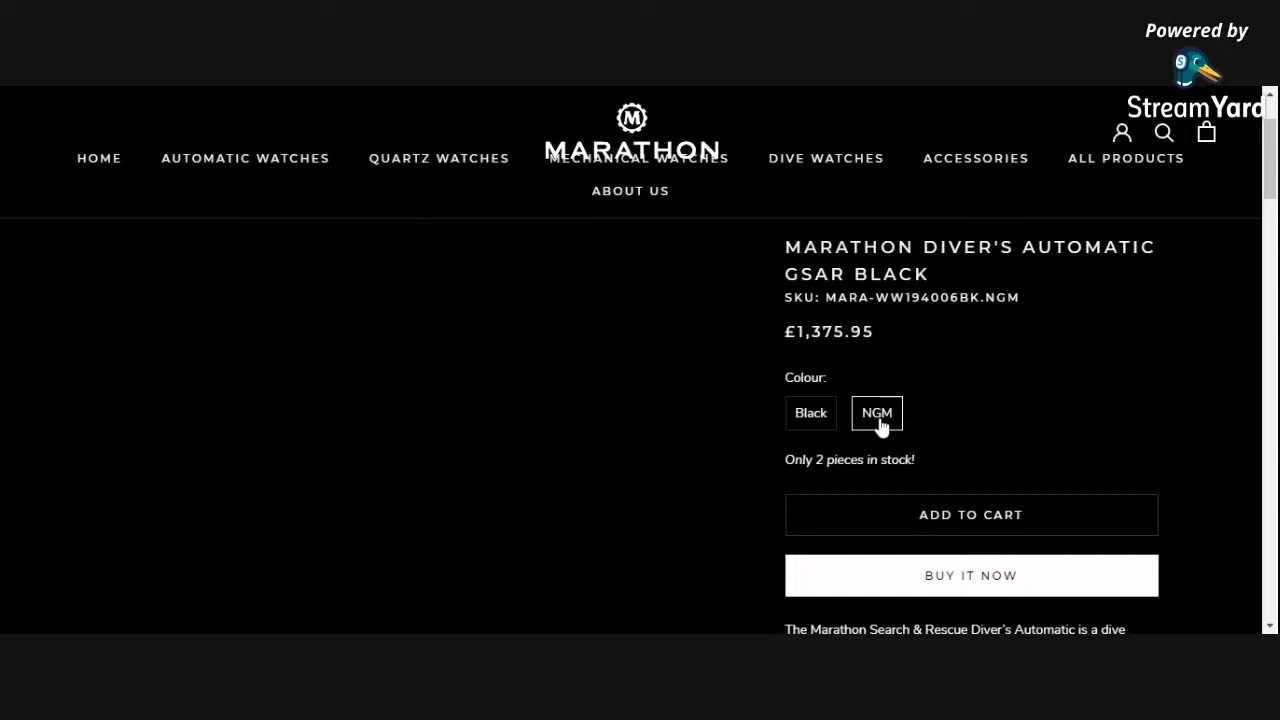 Powered by
StreamYard
MARATHON
HOME AUTOMATIC WATCHES QUARTZ WATCHES MECHANICAL WATCHES DIVE WATCHES ACCESSORIES ALL PRODUCTS
ABOUT US
MARATHON DIVER'S AUTOMATIC
GSAR BLACK
SKU: MARA-WW194006BK.NGM
£1,375.95
Colour:
Black NGM
Only 2 pieces in stock!
ADD TO CART
BUY IT NOW
The Marathon Search & Rescue Diver's Automatic is a dive